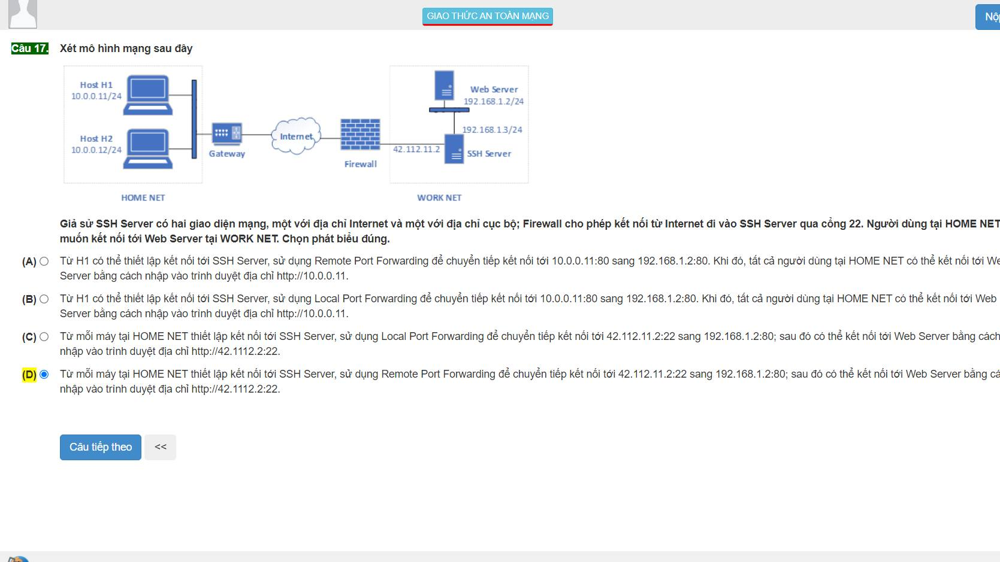 GIAO THỨC AN TOÀN MẠNG
Câu 17. Xét mô hình mạng sau đây
Host H1
10.0.0.11/24
Host H2
10.0.0.12/24
Gateway
Internet
Firewall
42.112.11.2
Web Server
192.168.1.2/24
192.168.1.3/24
SSH Server
HOME NET
WORK NET
Giả sử SSH Server có hai giao diện mạng, một với địa chỉ Internet và một với địa chỉ cục bộ; Firewall cho phép kết nối từ Internet đi vào SSH Server qua cổng 22. Người dùng tại HOME NET
muốn kết nối tới Web Server tại WORK NET. Chọn phát biểu đúng.
(A) Từ H1 có thể thiết lập kết nối tới SSH Server, sử dụng Remote Port Forwarding để chuyển tiếp kết nối tới 10.0.0.11:80 sang 192.168.1.2:80. Khi đó, tất cả người dùng tại HOME NET có thể kết nối tới
Server bằng cách nhập vào trình duyệt địa chỉ http://10.0.0.11.
(B) Từ H1 có thể thiết lập kết nối tới SSH Server, sử dụng Local Port Forwarding để chuyển tiếp kết nối tới 10.0.0.11:80 sang 192.168.1.2:80. Khi đó, tất cả người dùng tại HOME NET có thể kết nối tới Web
Server bằng cách nhập vào trình duyệt địa chỉ http://10.0.0.11.
(C) Từ mỗi máy tại HOME NET thiết lập kết nối tới SSH Server, sử dụng Local Port Forwarding để chuyển tiếp kết nối tới 42.112.11.2:22 sang 192.168.1.2:80; sau đó có thể kết nối tới Web Server bằng cách
nhập vào trình duyệt địa chỉ http://42.1112.2:22.
(D) Từ mỗi máy tại HOME NET thiết lập kết nối tới SSH Server, sử dụng Remote Port Forwarding để chuyển tiếp kết nối tới 42.112.11.2:22 sang 192.168.1.2:80; sau đó có thể kết nối tới Web Server bằng
nhập vào trình duyệt địa chỉ http://42.1112.2:22.
Câu tiếp theo <<